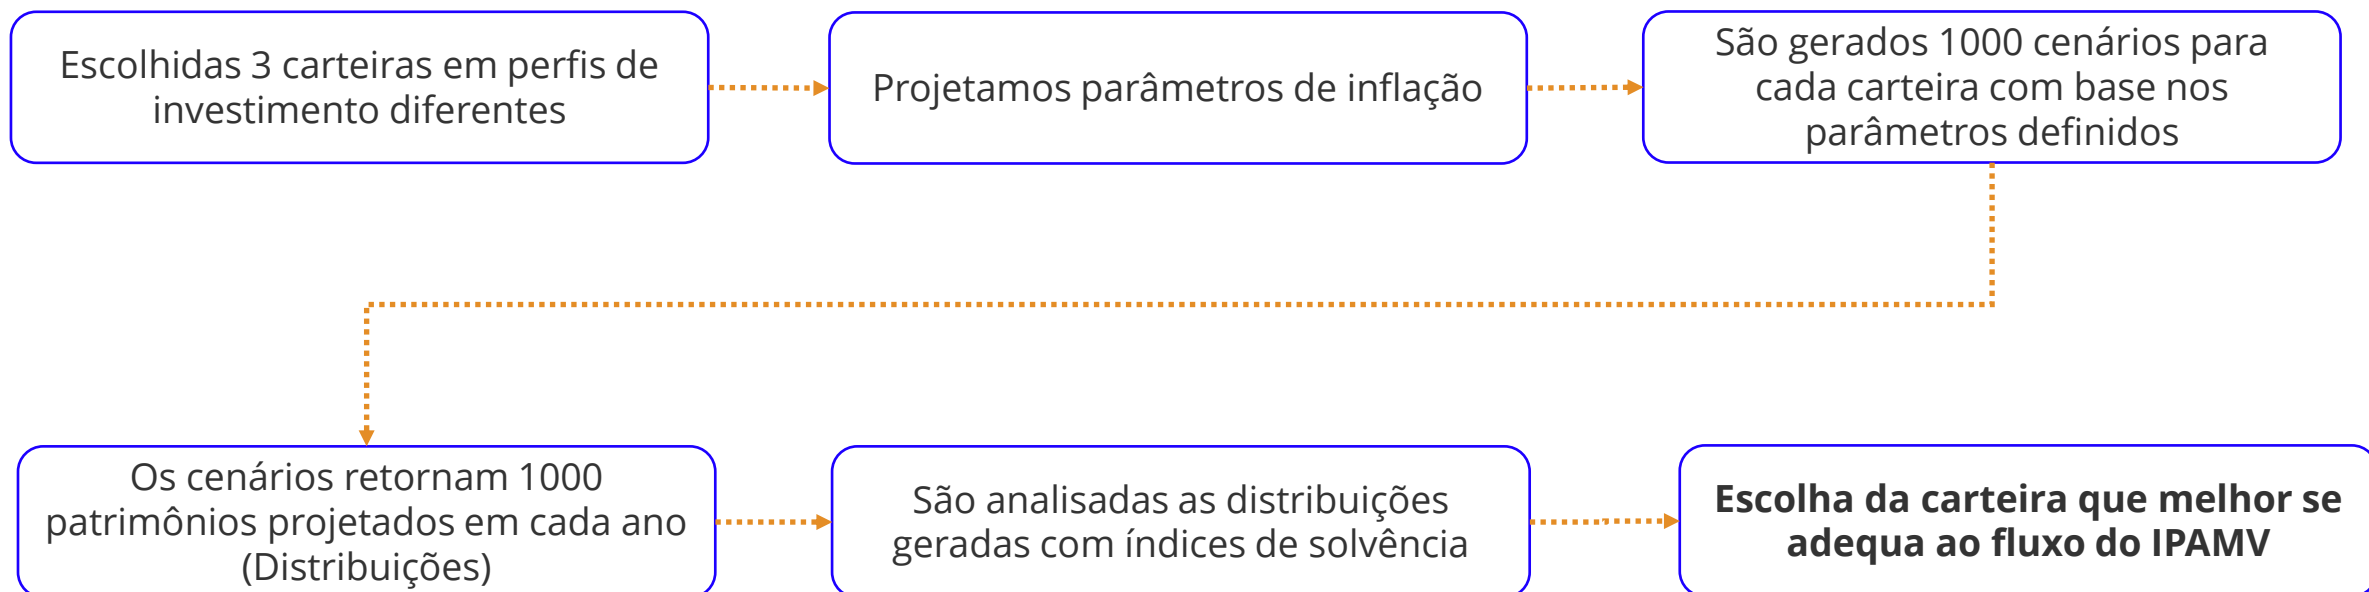 Escolhidas 3 carteiras em perfis de
investimento diferentes
Projetamos parâmetros de inflação
São gerados 1000 cenários para
cada carteira com base nos
parâmetros definidos
Os cenários retornam 1000
patrimônios projetados em cada ano
(Distribuições)
São analisadas as distribuições
geradas com índices de solvência
Escolha da carteira que melhor se
adequa ao fluxo do IPAMV